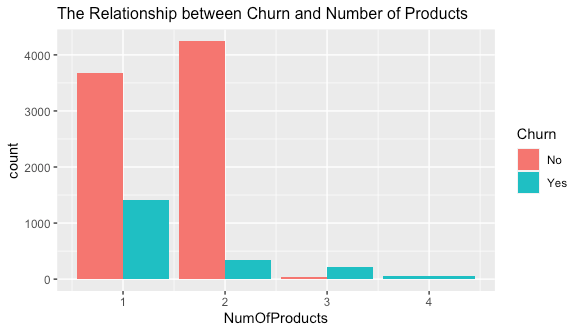 The Relationship between Churn and Number of Products
4000
3000
2000
1000
0
count
1 2 3 4
NumOfProducts
Churn
No
Yes